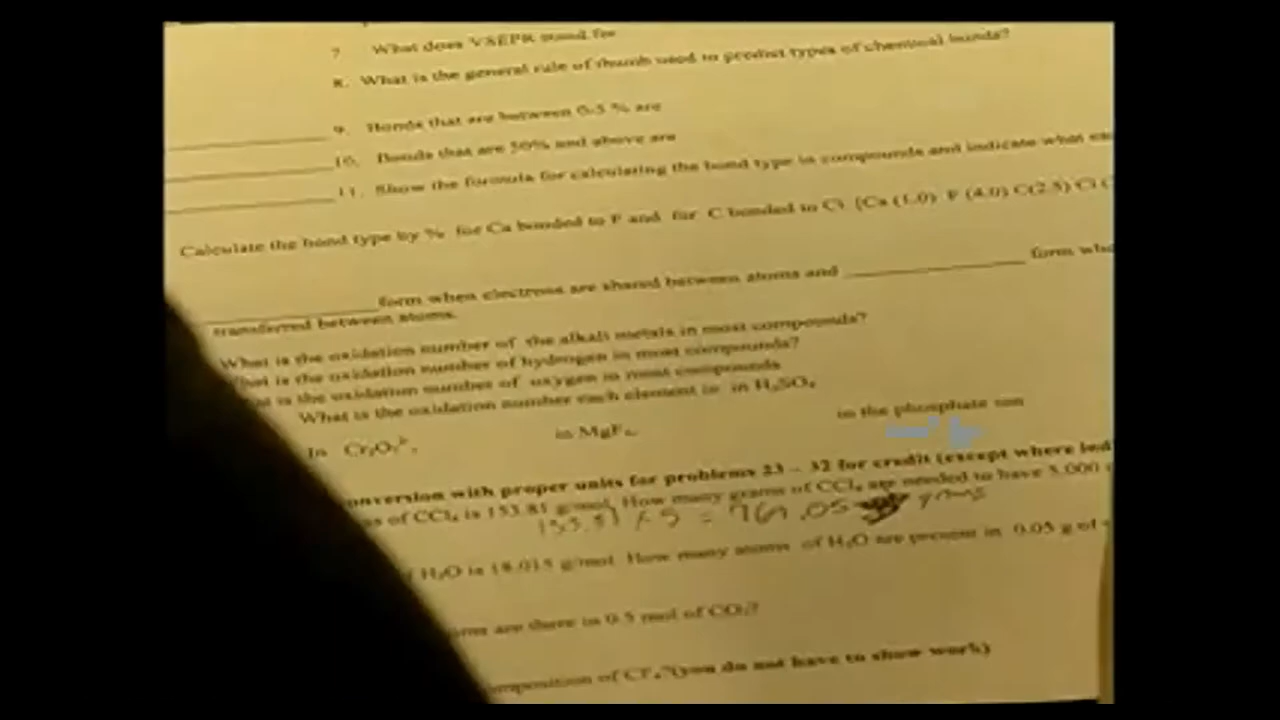 7. What does VSEPR stand for
8. What is the general rule of thumb used to predict types of chemical bonds?
9. Bonds that are between 0-5 % are
10. Bonds that are 50% and above are
11. Show the formula for calculating the bond type in compounds and indicate what
Calculate the bond type by % for Ca bonded to F and for C bonded to Cl (Ca (1.0) F (4.0) C(2.5) Cl
form when electrons are shared between atoms and form
transferred between atoms.
What is the oxidation number of the alkali metals in most compounds?
is the oxidation number of hydrogen in most compounds?
is the oxidation number of oxygen in most compounds
What is the oxidation number each element is in H₂SO₄
In Cr₂O₇ in MgF₂ in the phosphate ion
conversion with proper units for problems 23 – 32 for credit (except where
of CCl₄ is 153.81 g/mol. How many grams of CCl₄ are needed to have 5.000
153.81 x 5 = 769.05 grams
H₂O is 18.015 g/mol How many atoms of H₂O are present in 0.05 g of
are there in 0.5 mol of CO₂?
composition of CF₄ (you do not have to show work)